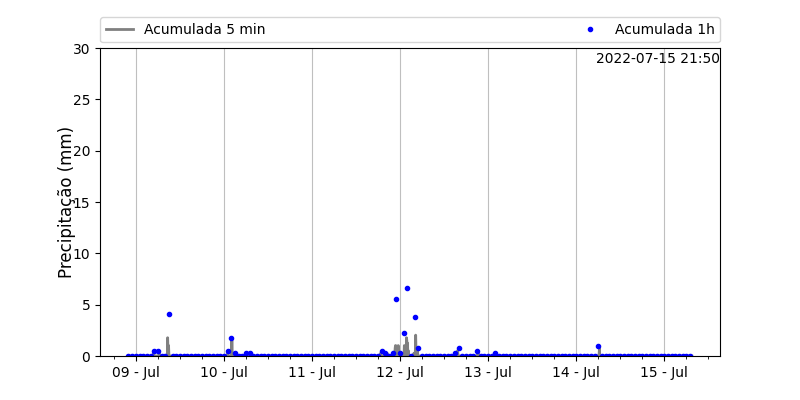 Acumulada 5 min
Acumulada 1h
2022-07-15 21:50
Precipitação (mm)
30
25
20
15
10
5
0
09 - Jul
10 - Jul
11 - Jul
12 - Jul
13 - Jul
14 - Jul
15 - Jul